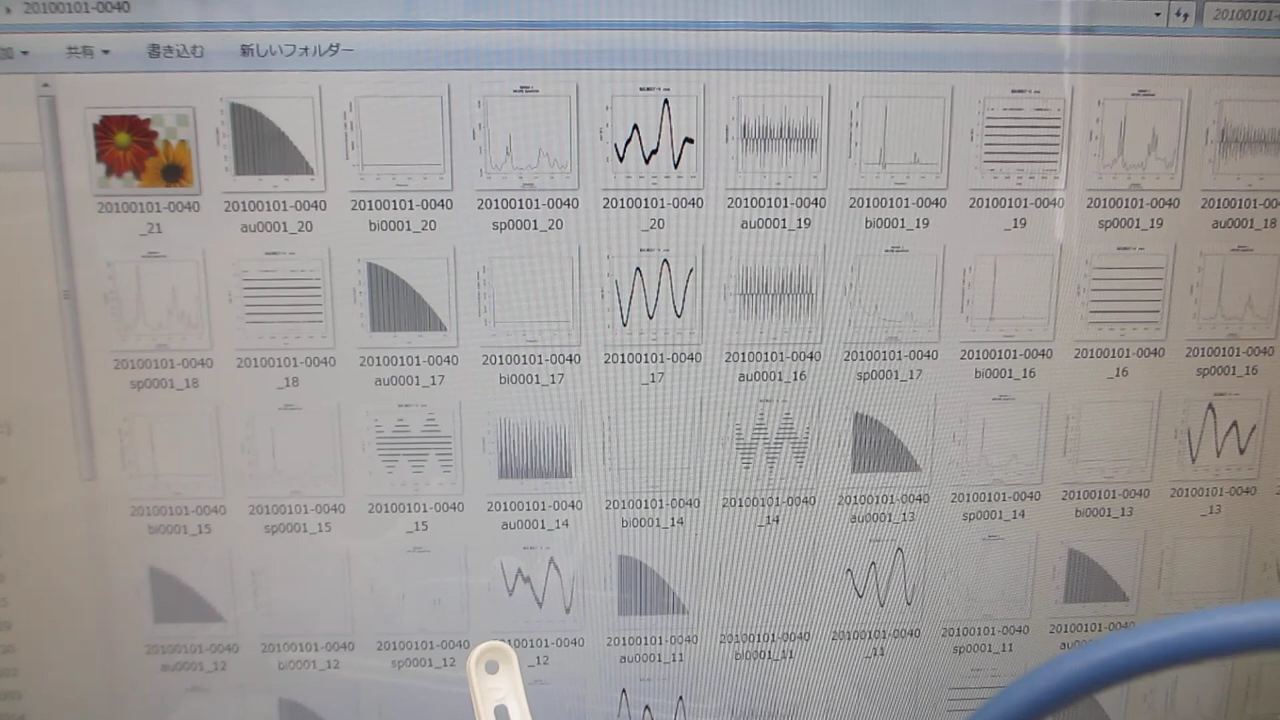 20100101-0040
共有 書き込む 新しいフォルダー
20100101-0040 20100101-0040 20100101-0040 20100101-0040 20100101-0040 20100101-0040 20100101-0040 20100101-0040 20100101-0040
_21 au0001_20 bi0001_20 sp0001_20 _20 au0001_19 bi0001_19 _19 sp0001_19 au0001_18
20100101-0040 20100101-0040 20100101-0040 20100101-0040 20100101-0040 20100101-0040 20100101-0040 20100101-0040 20100101-0040
sp0001_18 _18 au0001_17 bi0001_17 _17 au0001_16 sp0001_17 bi0001_16 _16 sp0001_16
20100101-0040 20100101-0040 20100101-0040 20100101-0040 20100101-0040 20100101-0040 20100101-0040 20100101-0040 20100101-0040 20100101-0040
bi0001_15 sp0001_15 _15 au0001_14 bi0001_14 _14 au0001_13 sp0001_14 bi0001_13 _13
20100101-0040 20100101-0040 20100101-0040 20100101-0040 20100101-0040 20100101-0040 20100101-0040
au0001_12 bi0001_12 sp0001_12 _12 au0001_11 bi0001_11 _11 sp0001_11